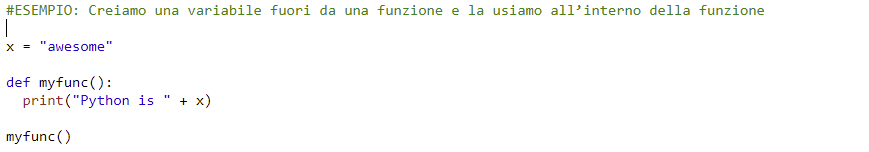 #ESEMPIO: Creiamo una variabile fuori da una funzione e la usiamo all’interno della funzione
x = "awesome"
def myfunc():
  print("Python is " + x)
myfunc()